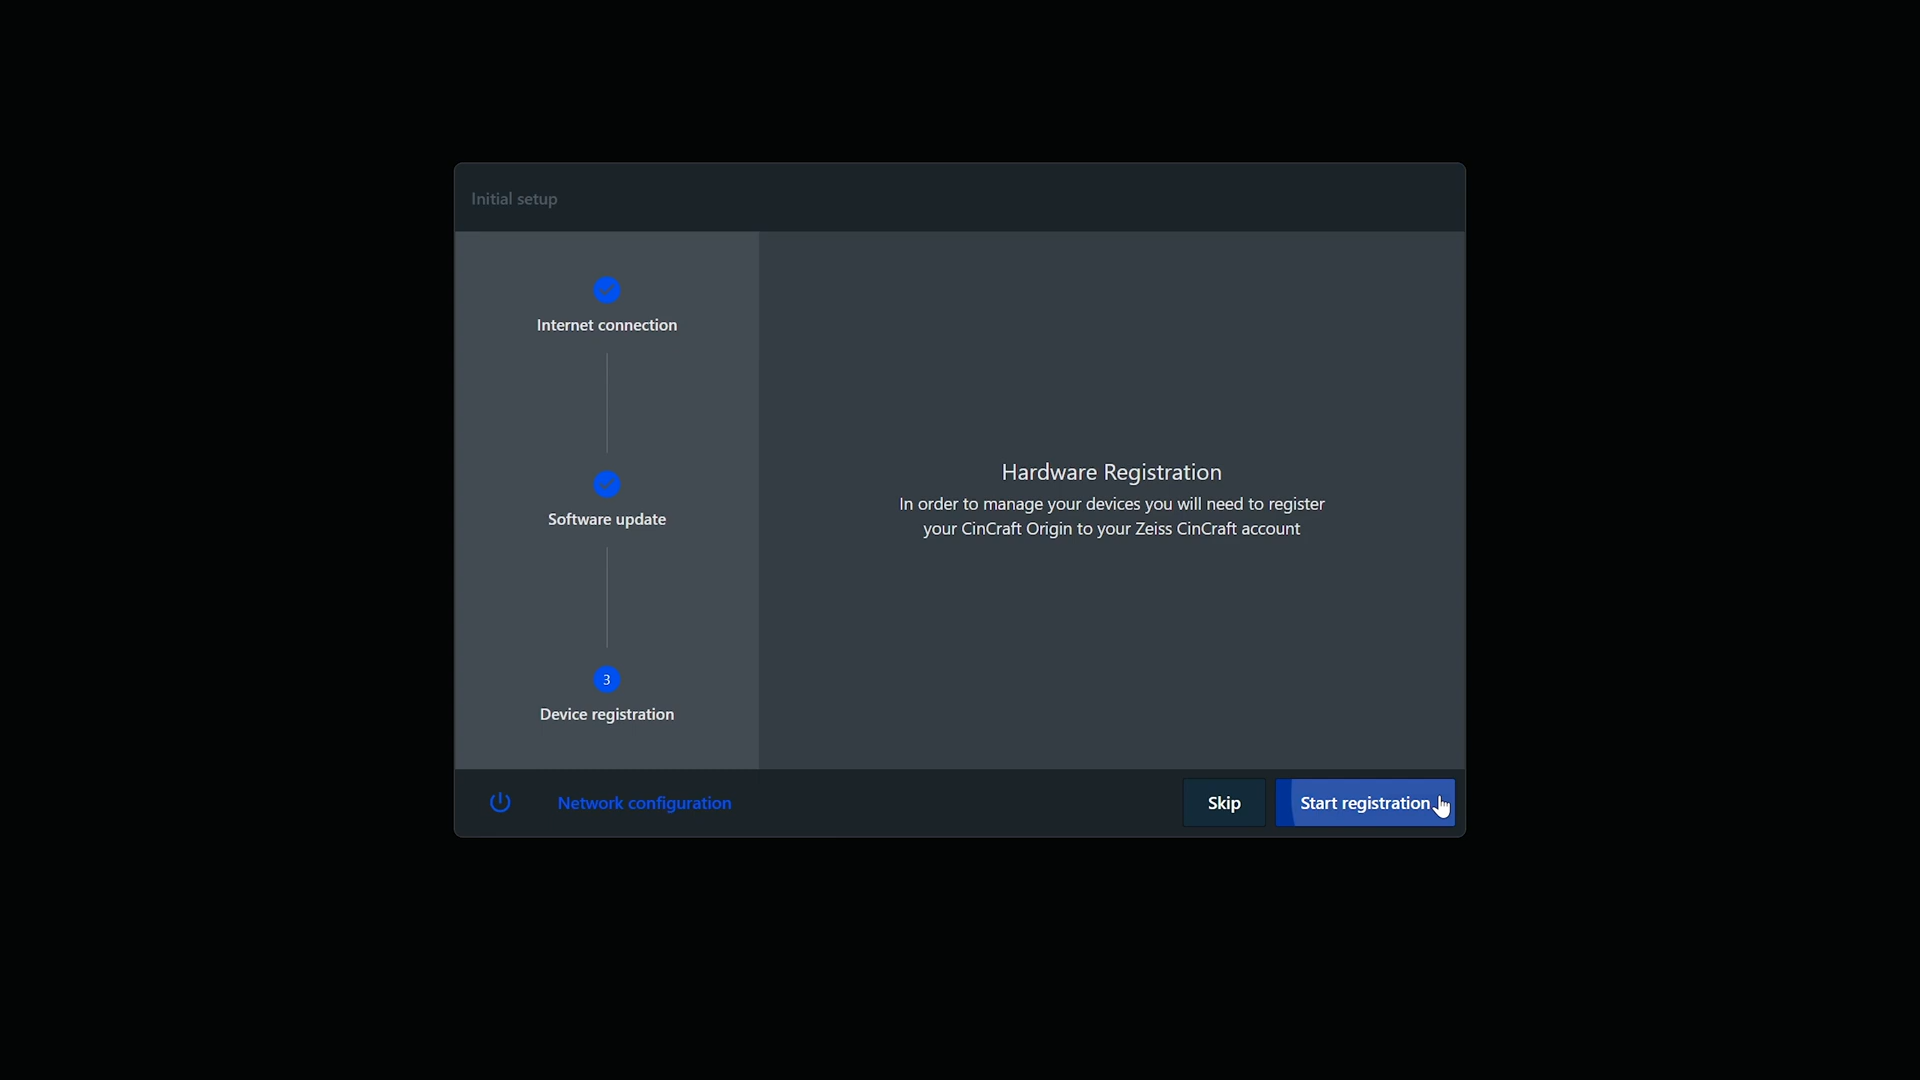 Initial setup
Internet connection
Software update
3
Device registration
Hardware Registration
In order to manage your devices you will need to register
your CinCraft Origin to your Zeiss CinCraft account
Network configuration
Skip
Start registration